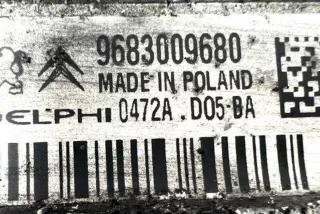 9683009680
MADE IN POLAND
DELPHI 0472A . D05-BA